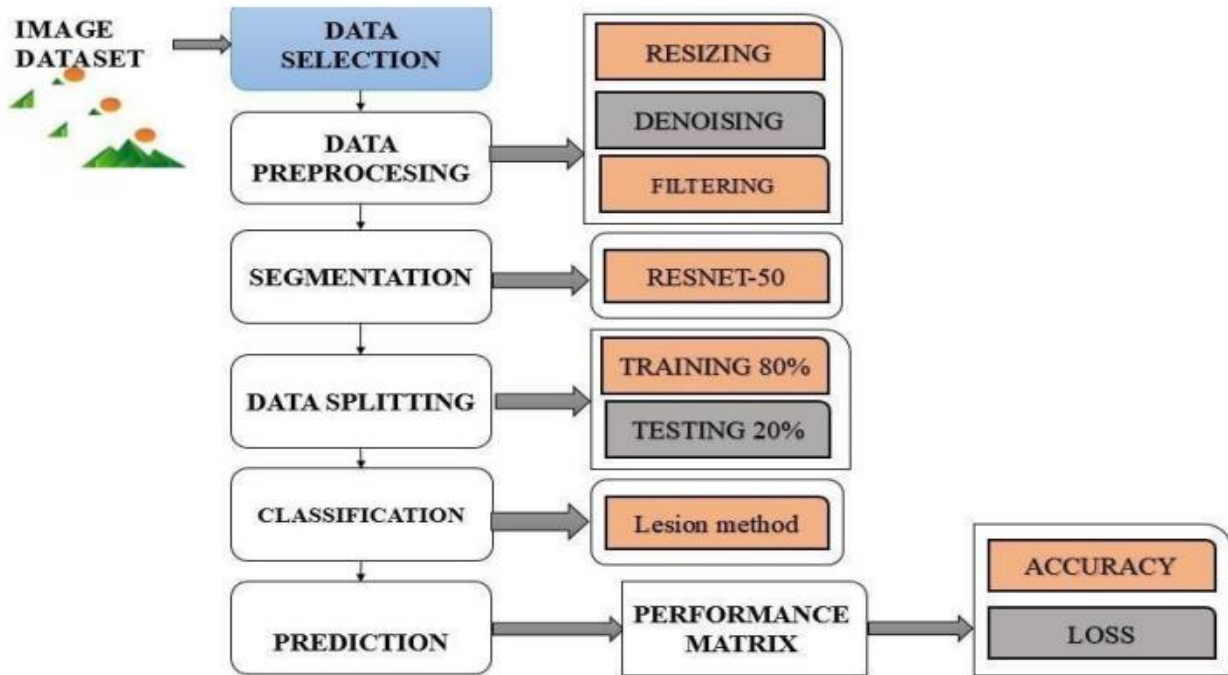 IMAGE
DATASET
DATA
SELECTION
RESIZING
DENOISING
FILTERING
DATA
PREPROCESING
SEGMENTATION
RESNET-50
DATA SPLITTING
TRAINING 80%
TESTING 20%
CLASSIFICATION
Lesion method
PREDICTION
PERFORMANCE
MATRIX
ACCURACY
LOSS